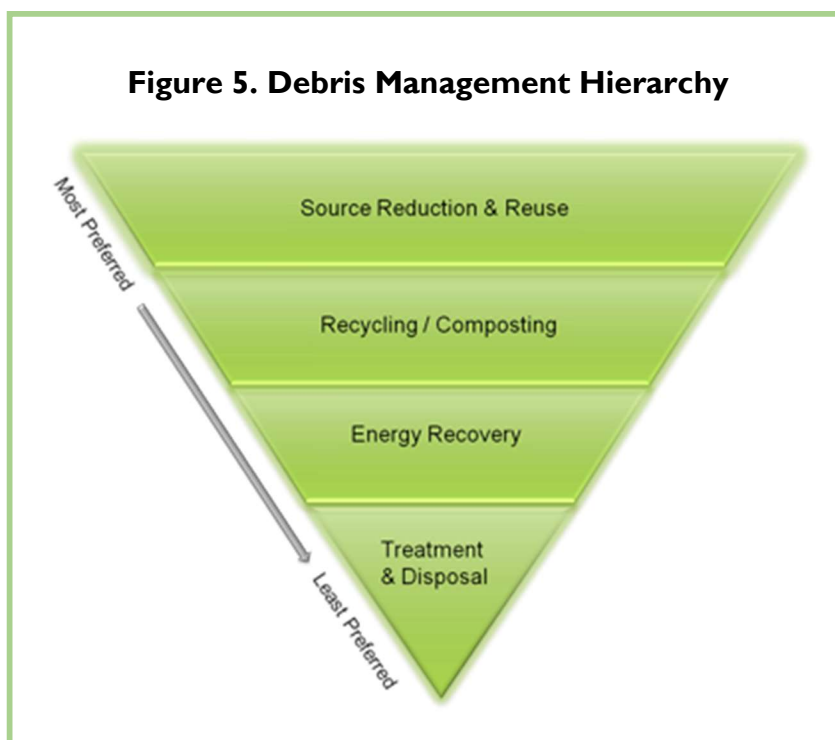 Figure 5. Debris Management Hierarchy
Most Preferred
Source Reduction & Reuse
Recycling / Composting
Energy Recovery
Treatment
& Disposal
Least Preferred